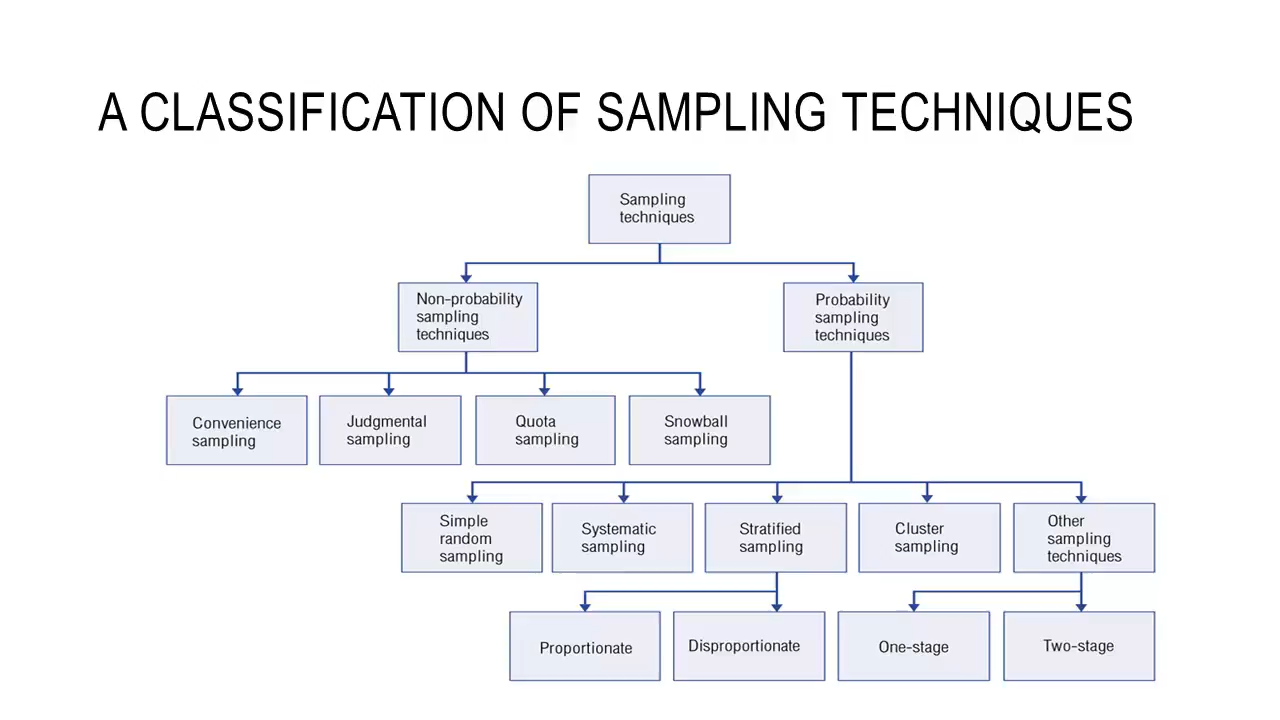 A CLASSIFICATION OF SAMPLING TECHNIQUES
Sampling
techniques
Non-probability
sampling
techniques
Probability
sampling
techniques
Convenience
sampling
Judgmental
sampling
Quota
sampling
Snowball
sampling
Simple
random
sampling
Systematic
sampling
Stratified
sampling
Cluster
sampling
Other
sampling
techniques
Proportionate
Disproportionate
One-stage
Two-stage